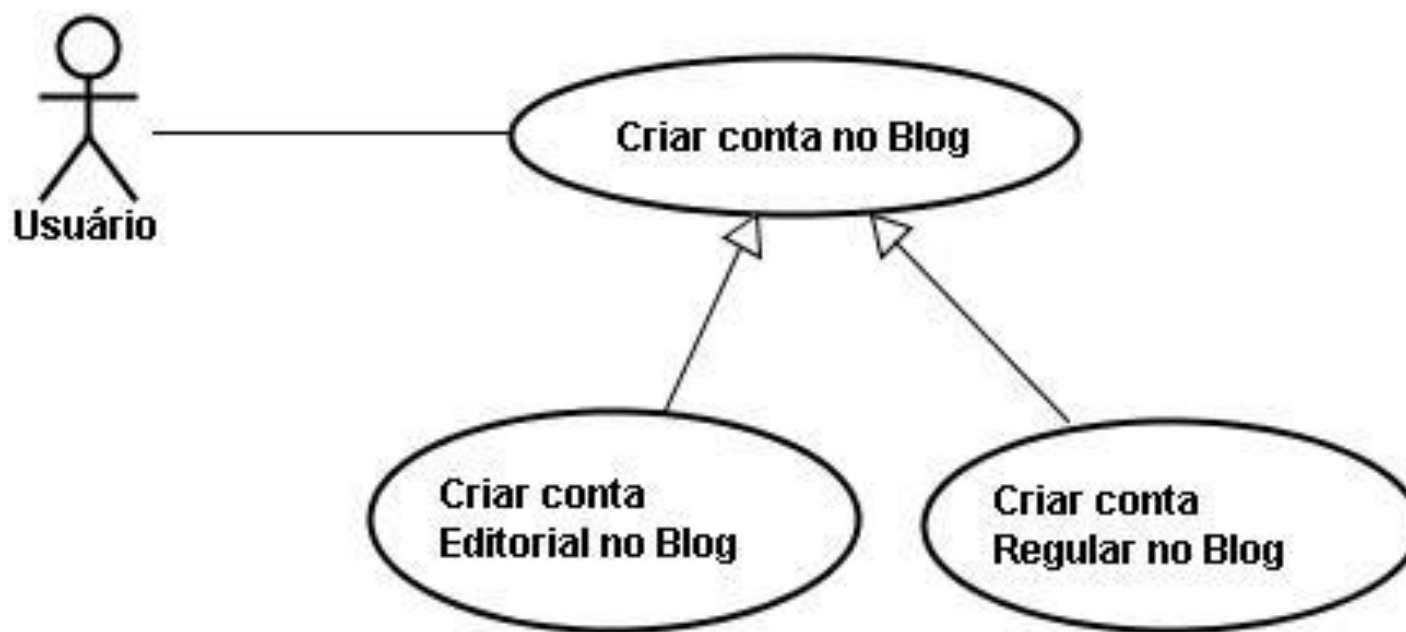 Criar conta no Blog
Usuário
Criar conta
Editorial no Blog
Criar conta
Regular no Blog